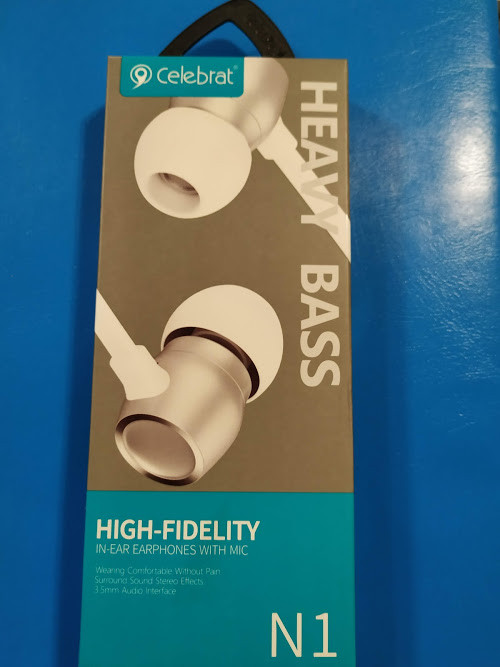 celebrat®
HEAVY BASS
HIGH-FIDELITY
IN-EAR EARPHONES WITH MIC
Wearing Comfortable Without Pain
Surround Sound Stereo Effects
3.5mm Audio Interface
N1